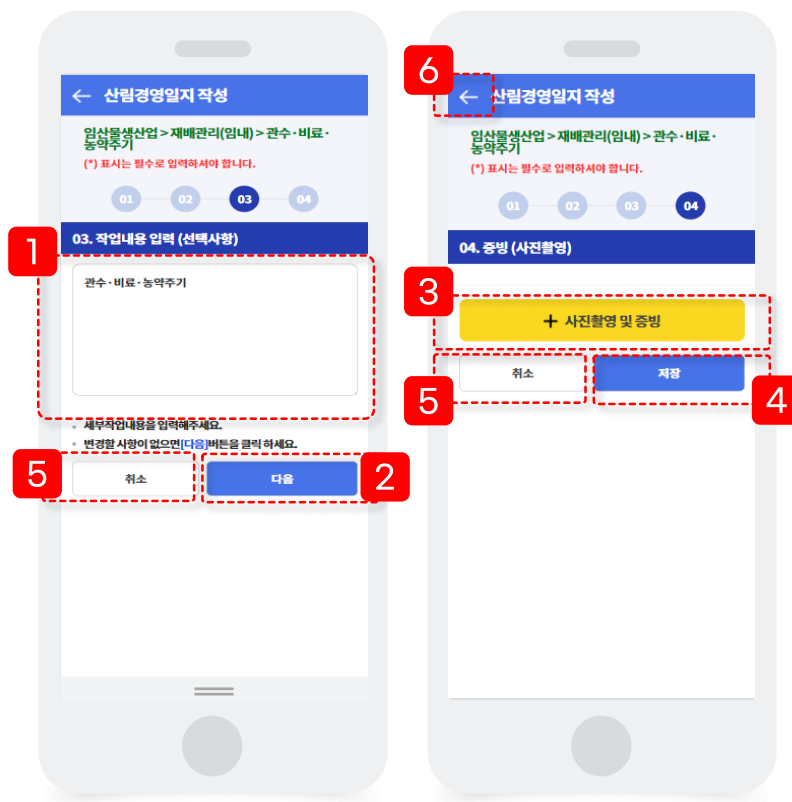 ← 산림경영일지 작성
임산물생산업 > 재배관리(임내) > 관수·비료·
농약주기
(*) 표시는 필수로 입력하셔야 합니다.
01 02 03 04
03. 작업내용 입력 (선택사항)
1
관수·비료·농약주기
세부작업내용을 입력해주세요.
변경할 사항이 없으면[다음]버튼을 클릭 하세요.
5
취소
다음
2
6
← 산림경영일지 작성
임산물생산업 > 재배관리(임내) > 관수·비료·
농약주기
(*) 표시는 필수로 입력하셔야 합니다.
01 02 03 04
04. 증빙 (사진촬영)
3
+ 사진촬영 및 증빙
5
취소
저장
4